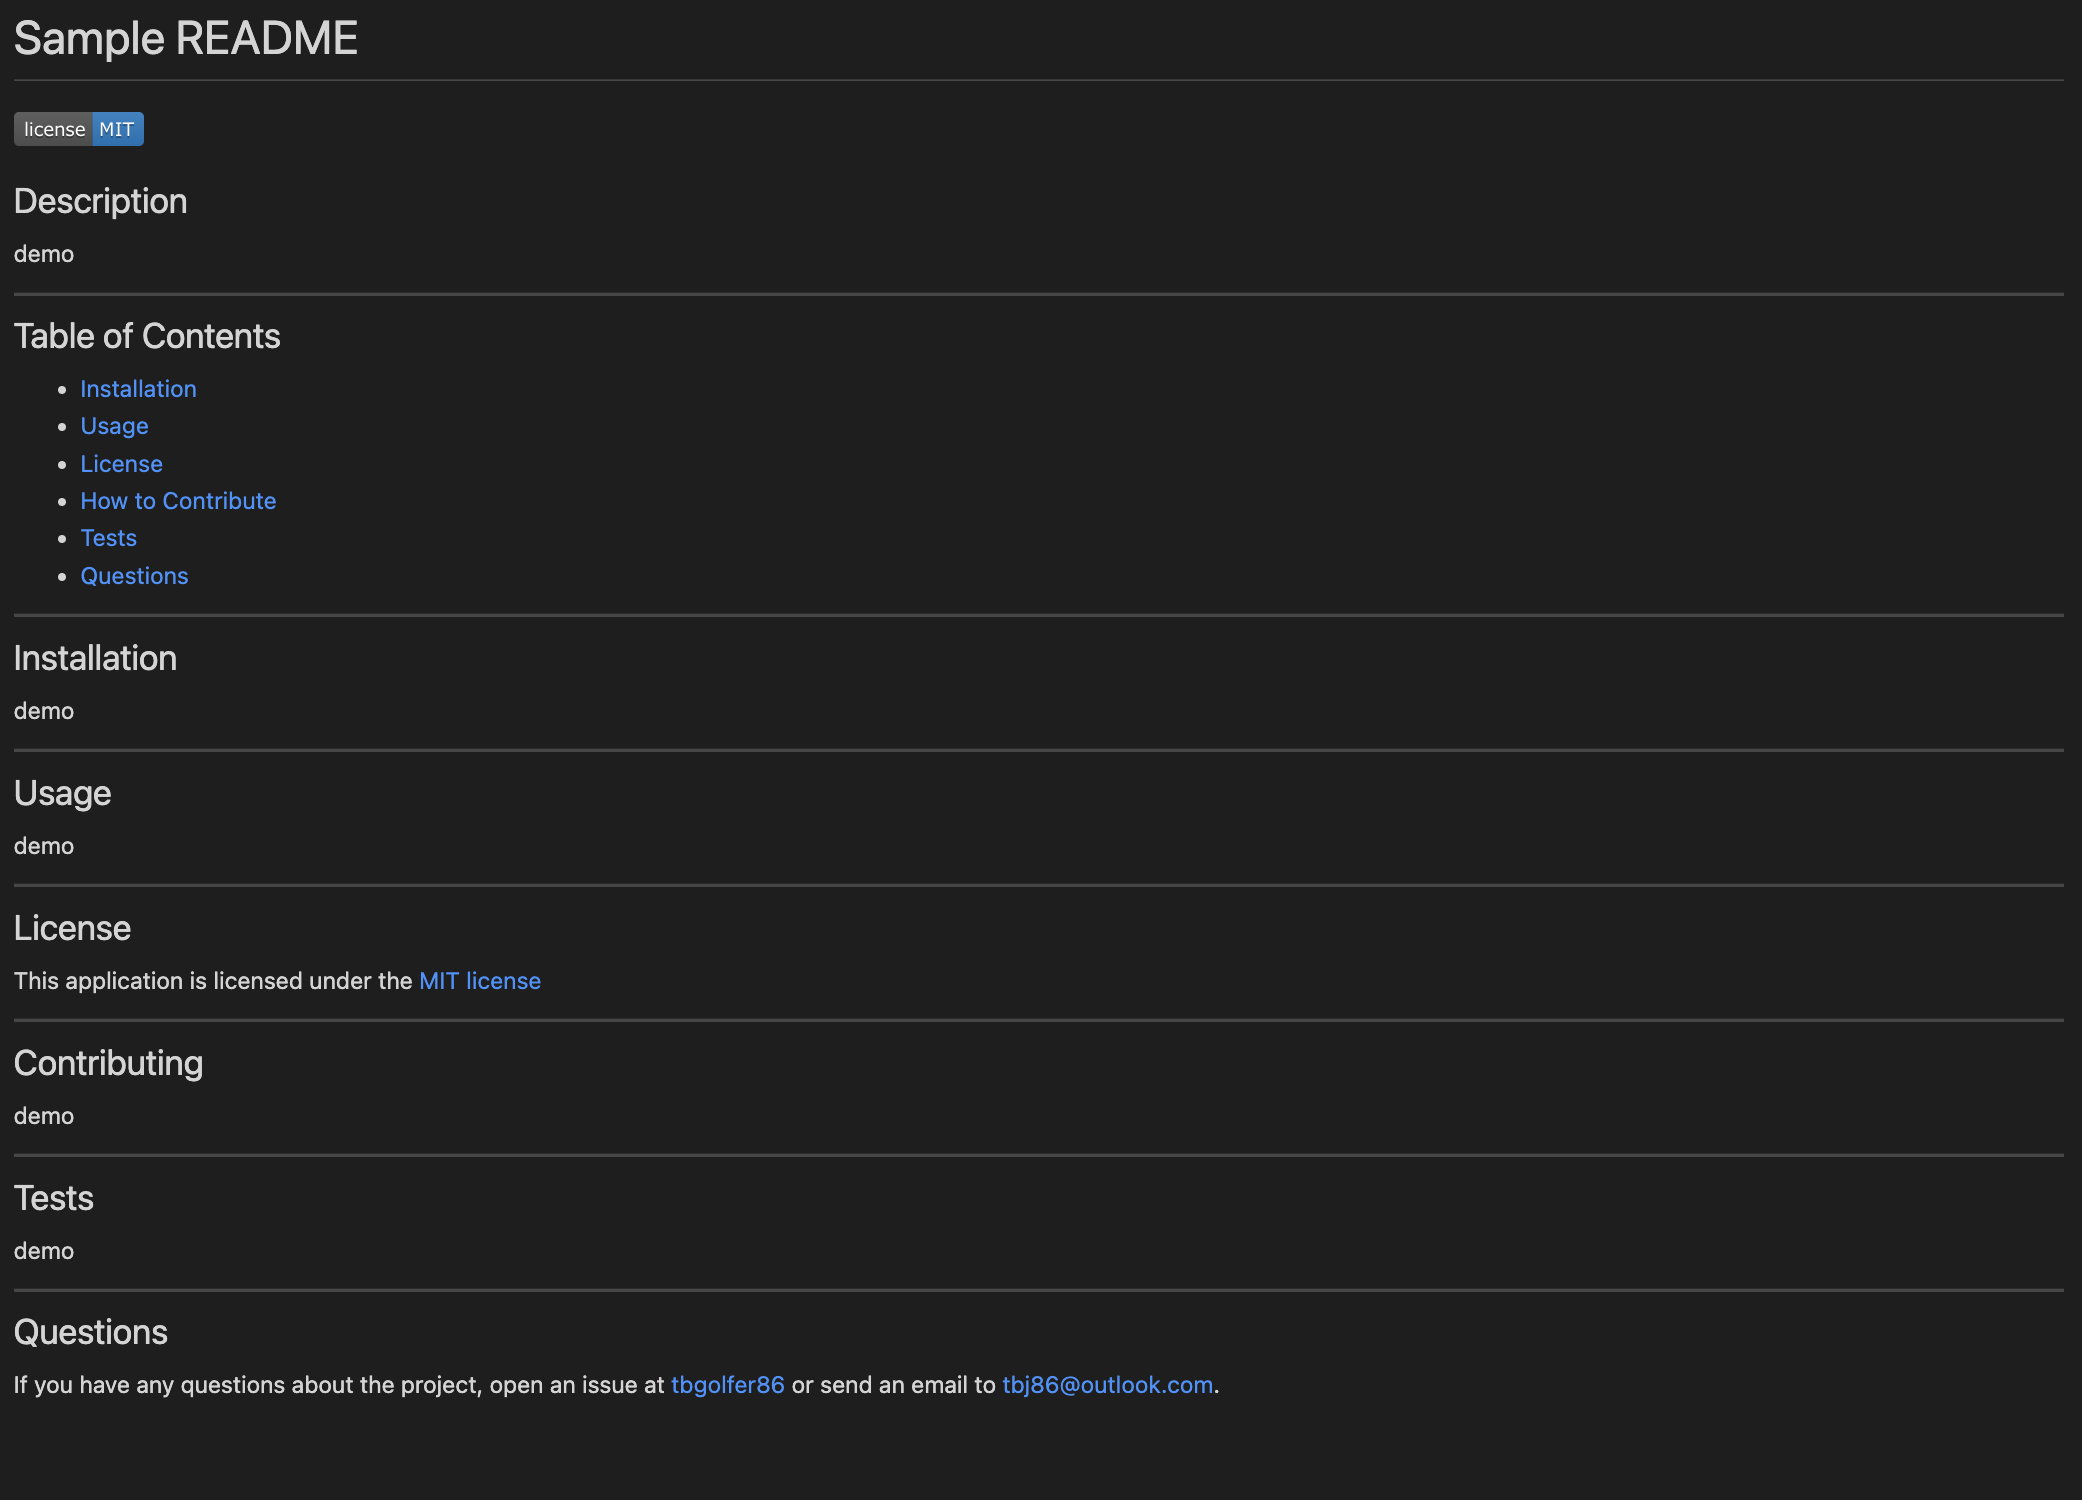 Sample README
license MIT
Description
demo
Table of Contents
Installation
Usage
License
How to Contribute
Tests
Questions
Installation
demo
Usage
demo
License
This application is licensed under the MIT license
Contributing
demo
Tests
demo
Questions
If you have any questions about the project, open an issue at tbgolfer86 or send an email to tbj86@outlook.com.